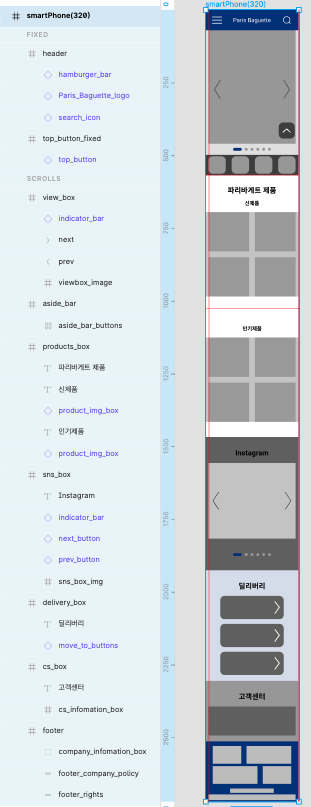 smartPhone(320)
FIXED
header
hamburger_bar
Paris_Baguette_logo
search_icon
top_button_fixed
top_button
SCROLLS
view_box
indicator_bar
next
prev
viewbox_image
aside_bar
aside_bar_buttons
products_box
파리바게트 제품
신제품
product_img_box
인기제품
product_img_box
sns_box
Instagram
indicator_bar
next_button
prev_button
sns_box_img
delivery_box
딜리버리
move_to_buttons
cs_box
고객센터
cs_infomation_box
footer
company_infomation_box
footer_company_policy
footer_rights
0
250
500
750
1000
1250
1500
1750
2000
2250
2500
smartPhone(320)
Paris Baguette
파리바게트 제품
신제품
인기제품
Instagram
딜리버리
고객센터